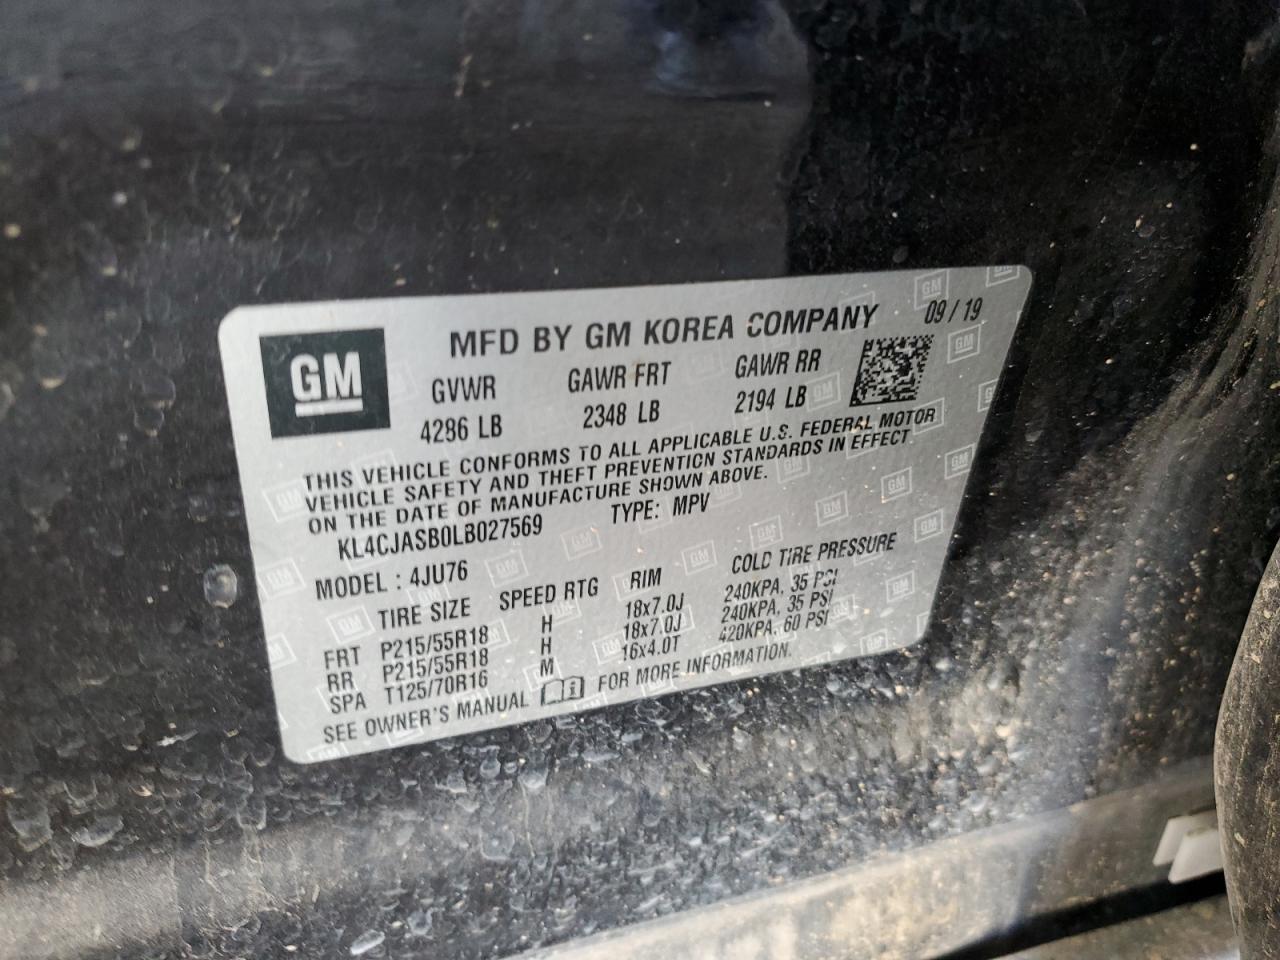 GM
MFD BY GM KOREA COMPANY 09/19
GVWR GAWR FRT GAWR RR
4286 LB 2348 LB 2194 LB
THIS VEHICLE CONFORMS TO ALL APPLICABLE U.S. FEDERAL MOTOR
VEHICLE SAFETY AND THEFT PREVENTION STANDARDS IN EFFECT
ON THE DATE OF MANUFACTURE SHOWN ABOVE.
KL4CJASB0LB027569 TYPE: MPV
MODEL : 4JU76
TIRE SIZE SPEED RTG RIM COLD TIRE PRESSURE
FRT P215/55R18 H 18x7.0J 240KPA, 35 PSI
RR P215/55R18 H 18x7.0J 240KPA, 35 PSI
SPA T125/70R16 M 16x4.0T 420KPA, 60 PSI
SEE OWNER'S MANUAL FOR MORE INFORMATION.